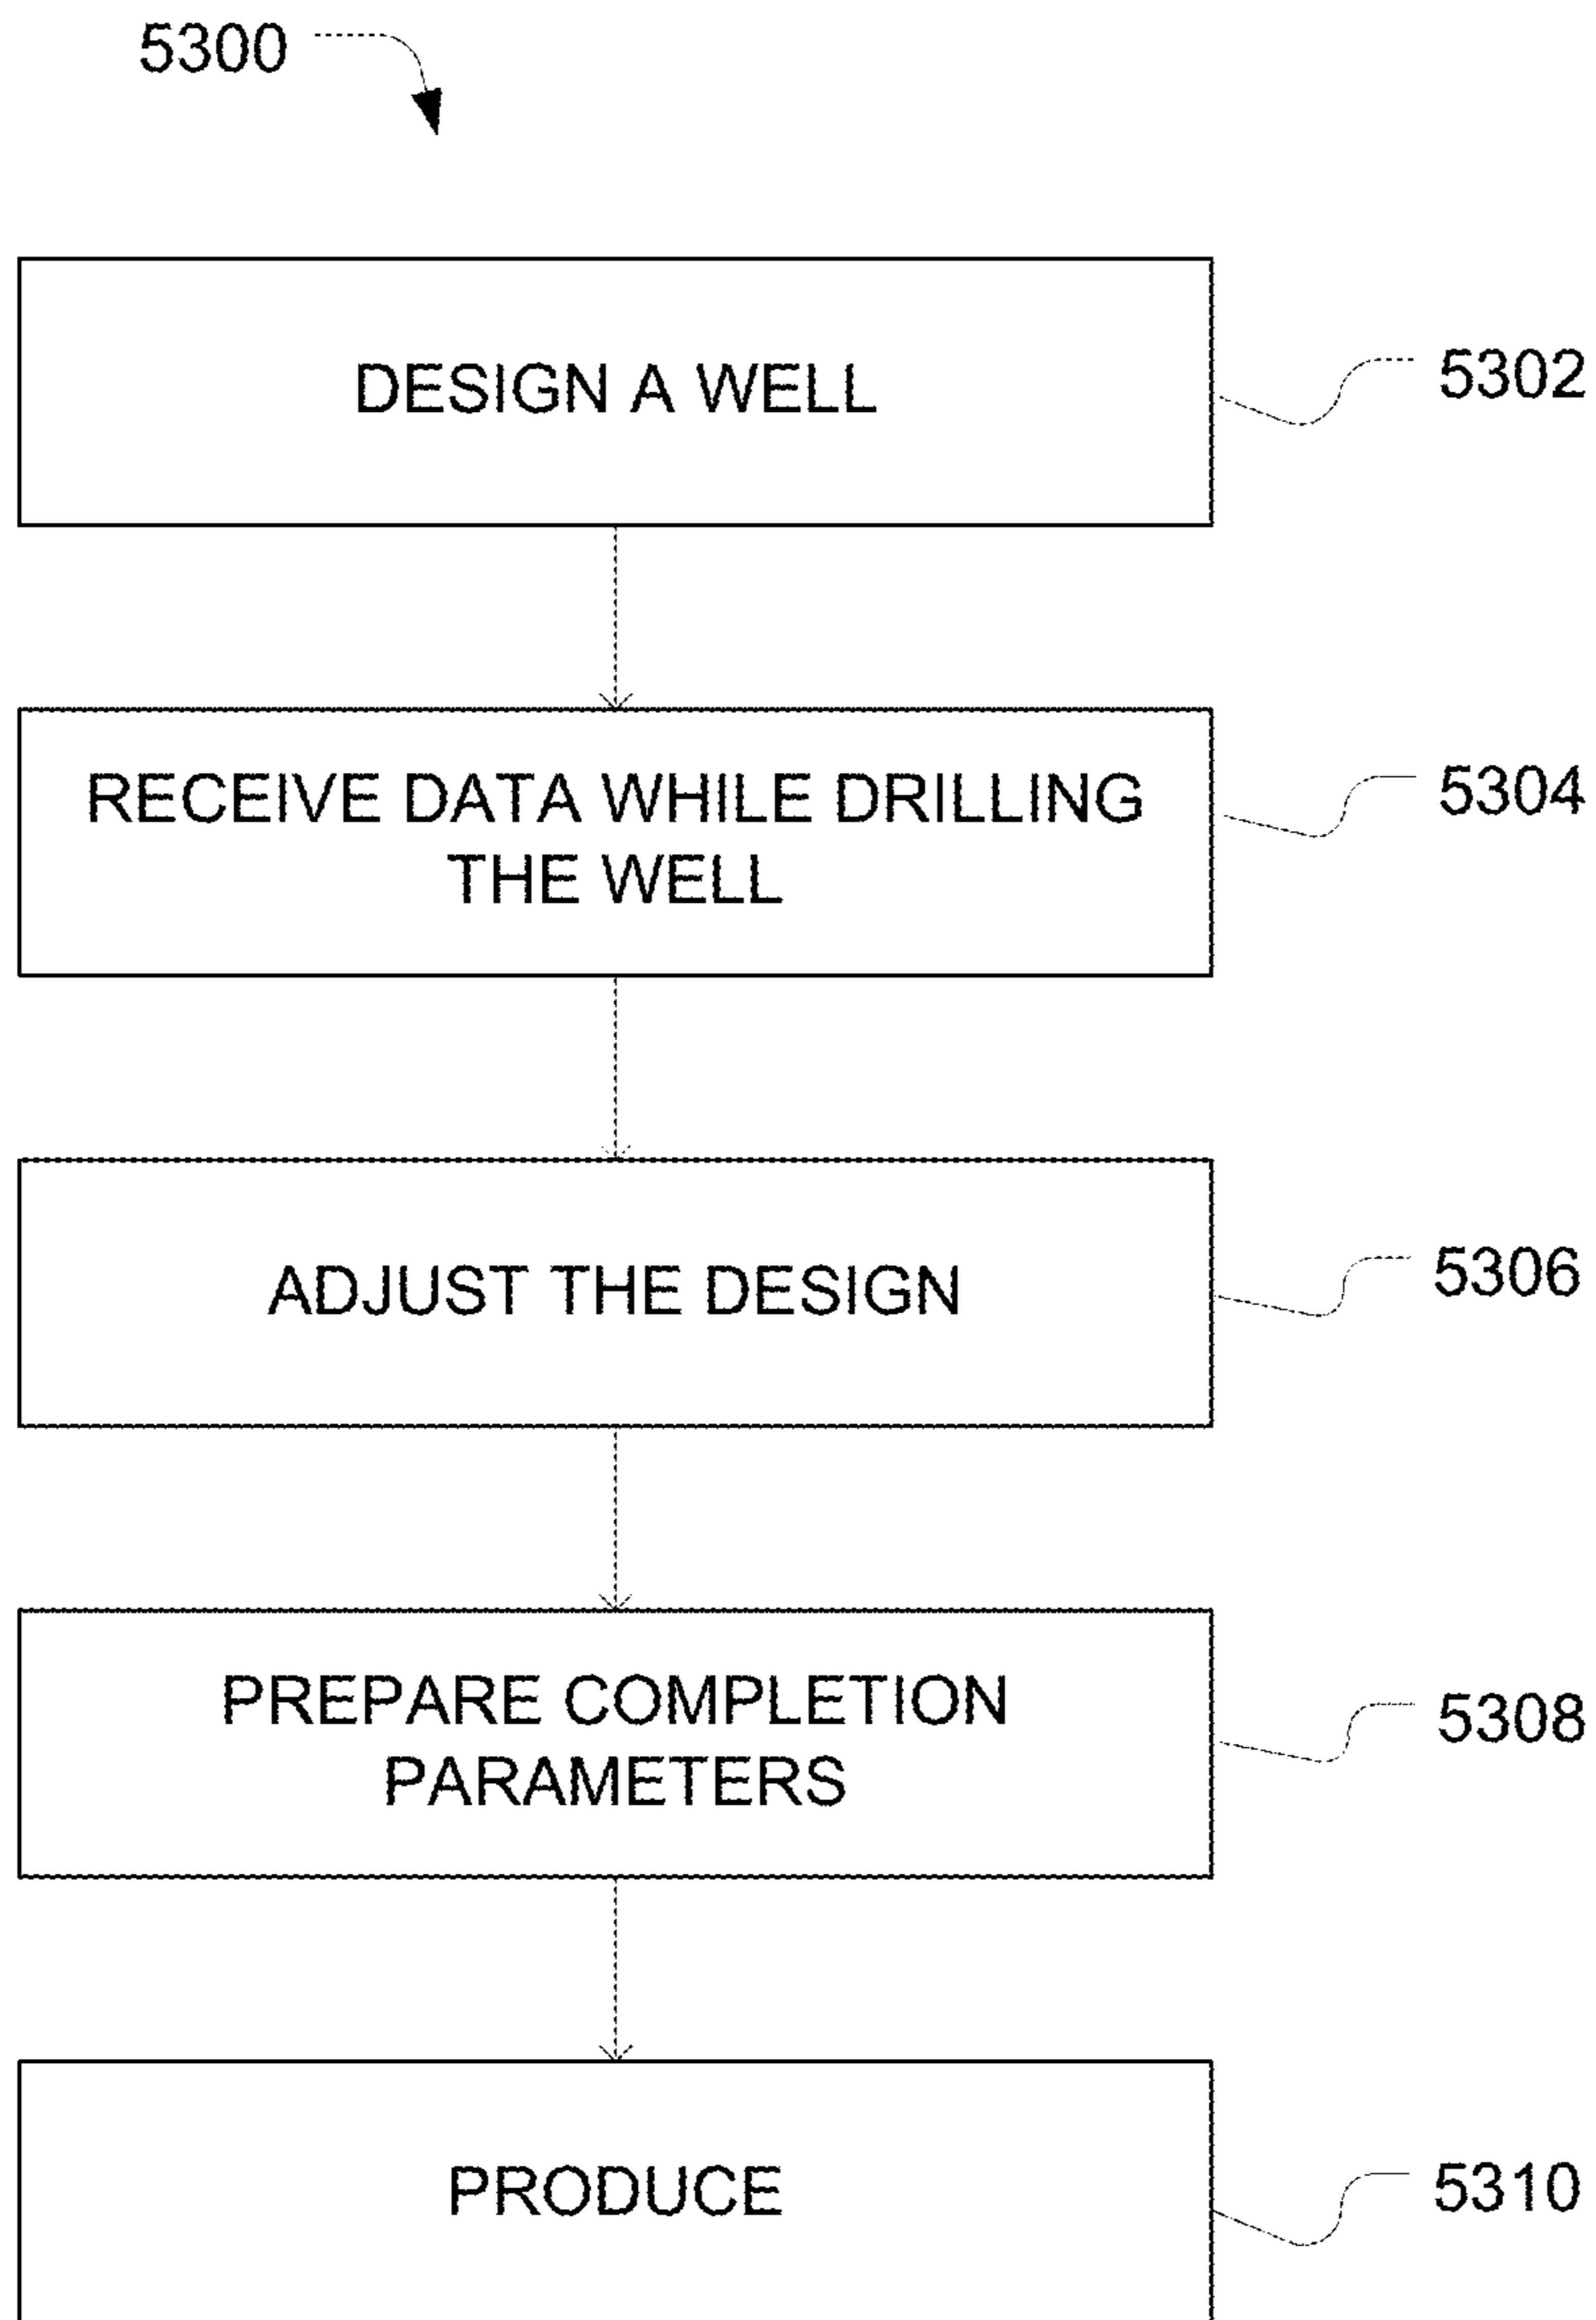 5300
DESIGN A WELL
5302
RECEIVE DATA WHILE DRILLING
THE WELL
5304
ADJUST THE DESIGN
5306
PREPARE COMPLETION
PARAMETERS
5308
PRODUCE
5310